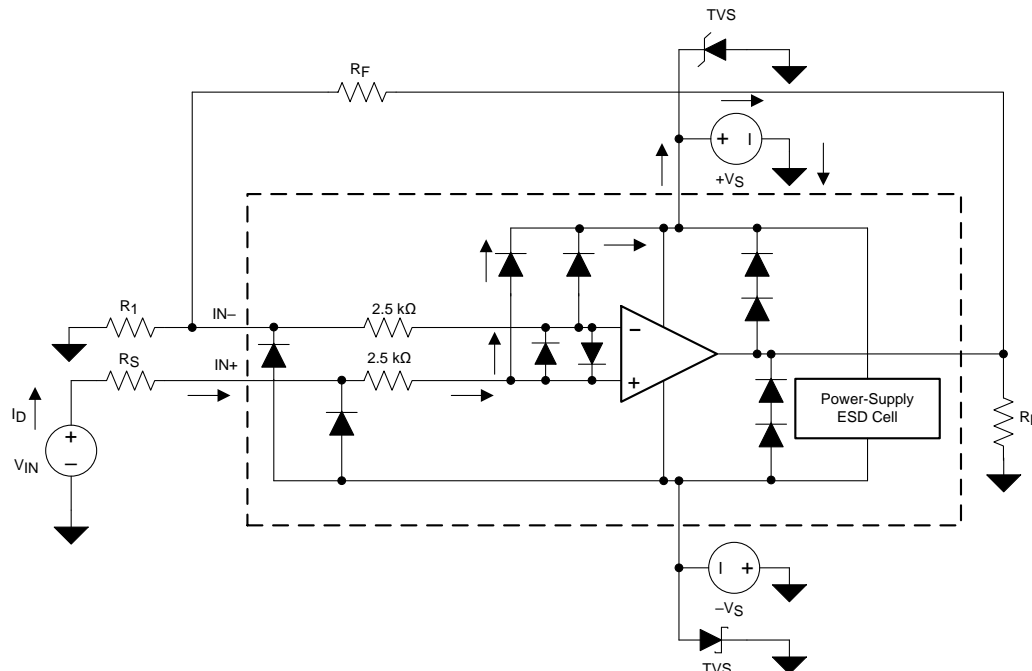 TVS
RF
+ –
+VS
R1
IN–
2.5 kΩ
RS
IN+
2.5 kΩ
–
+
ID
+
–
VIN
Power-Supply
ESD Cell
+
–VS
TVS